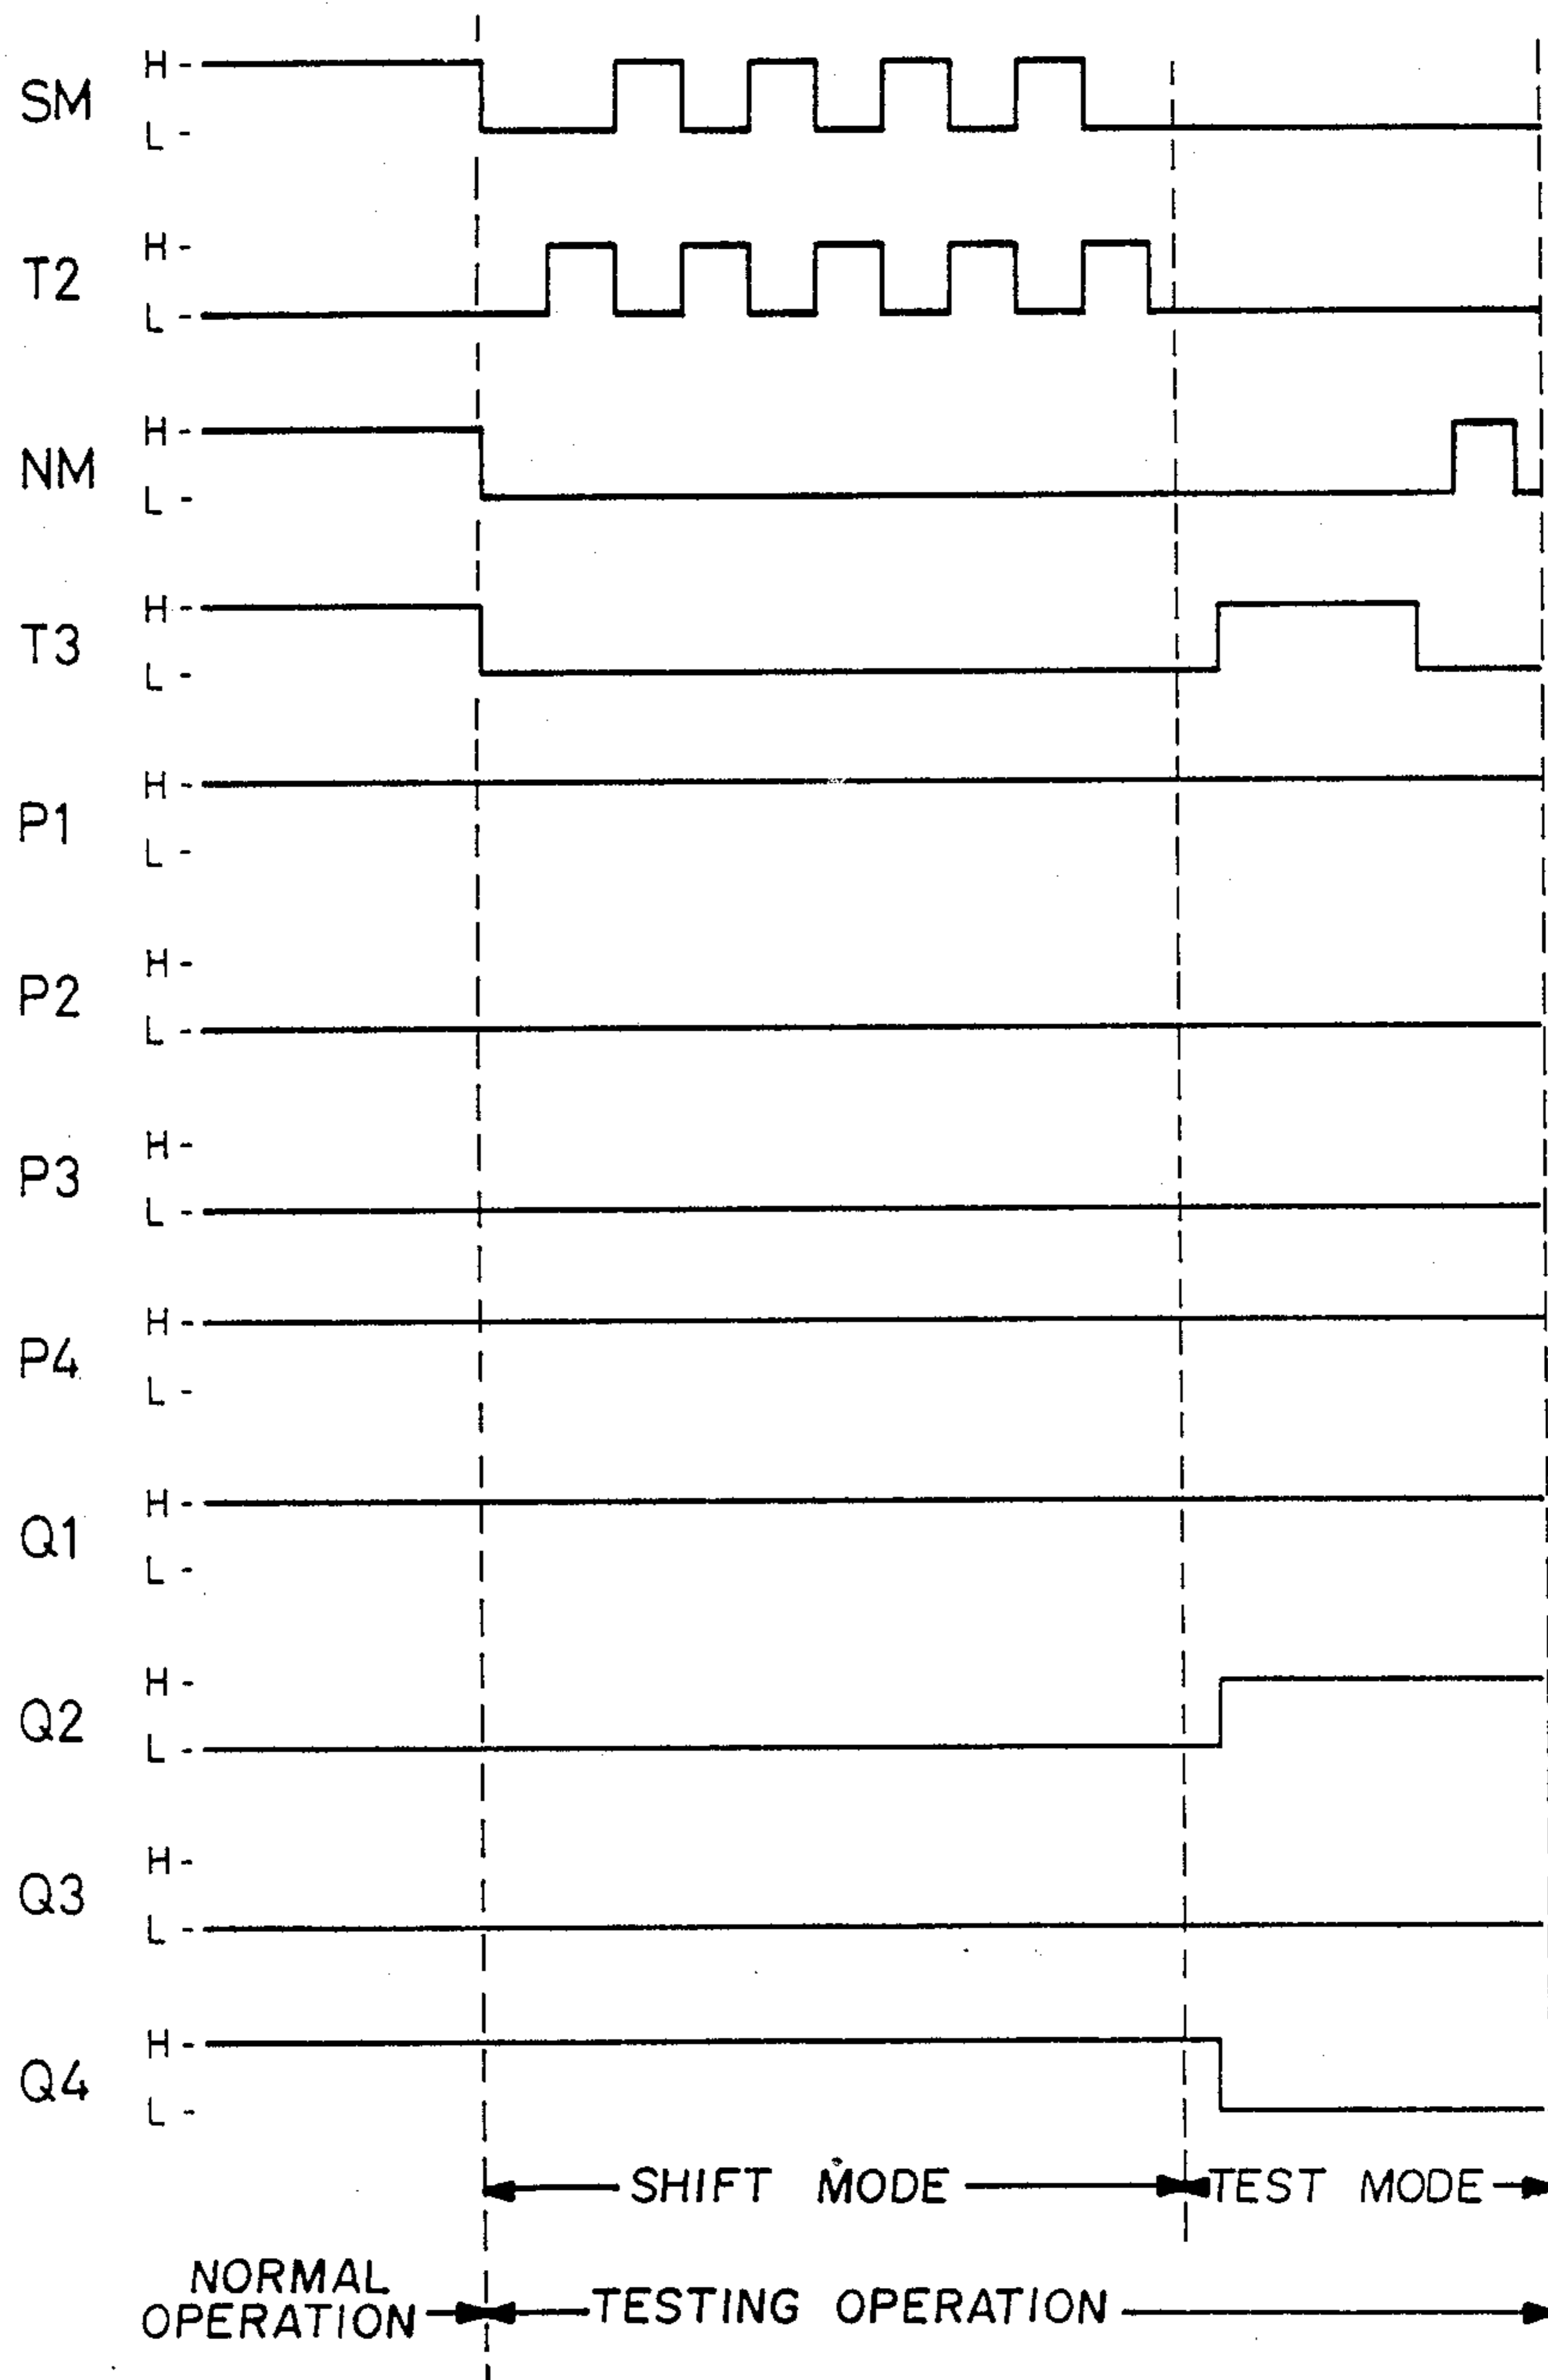 H-
SM
L-
H-
T2
L-
H-
NM
L-
H-
T3
L-
H-
P1
L-
H-
P2
L-
H-
P3
L-
H-
P4
L-
H-
Q1
L-
H-
Q2
L-
H-
Q3
L-
H-
Q4
L-
SHIFT MODE TEST MODE
NORMAL
OPERATION TESTING OPERATION